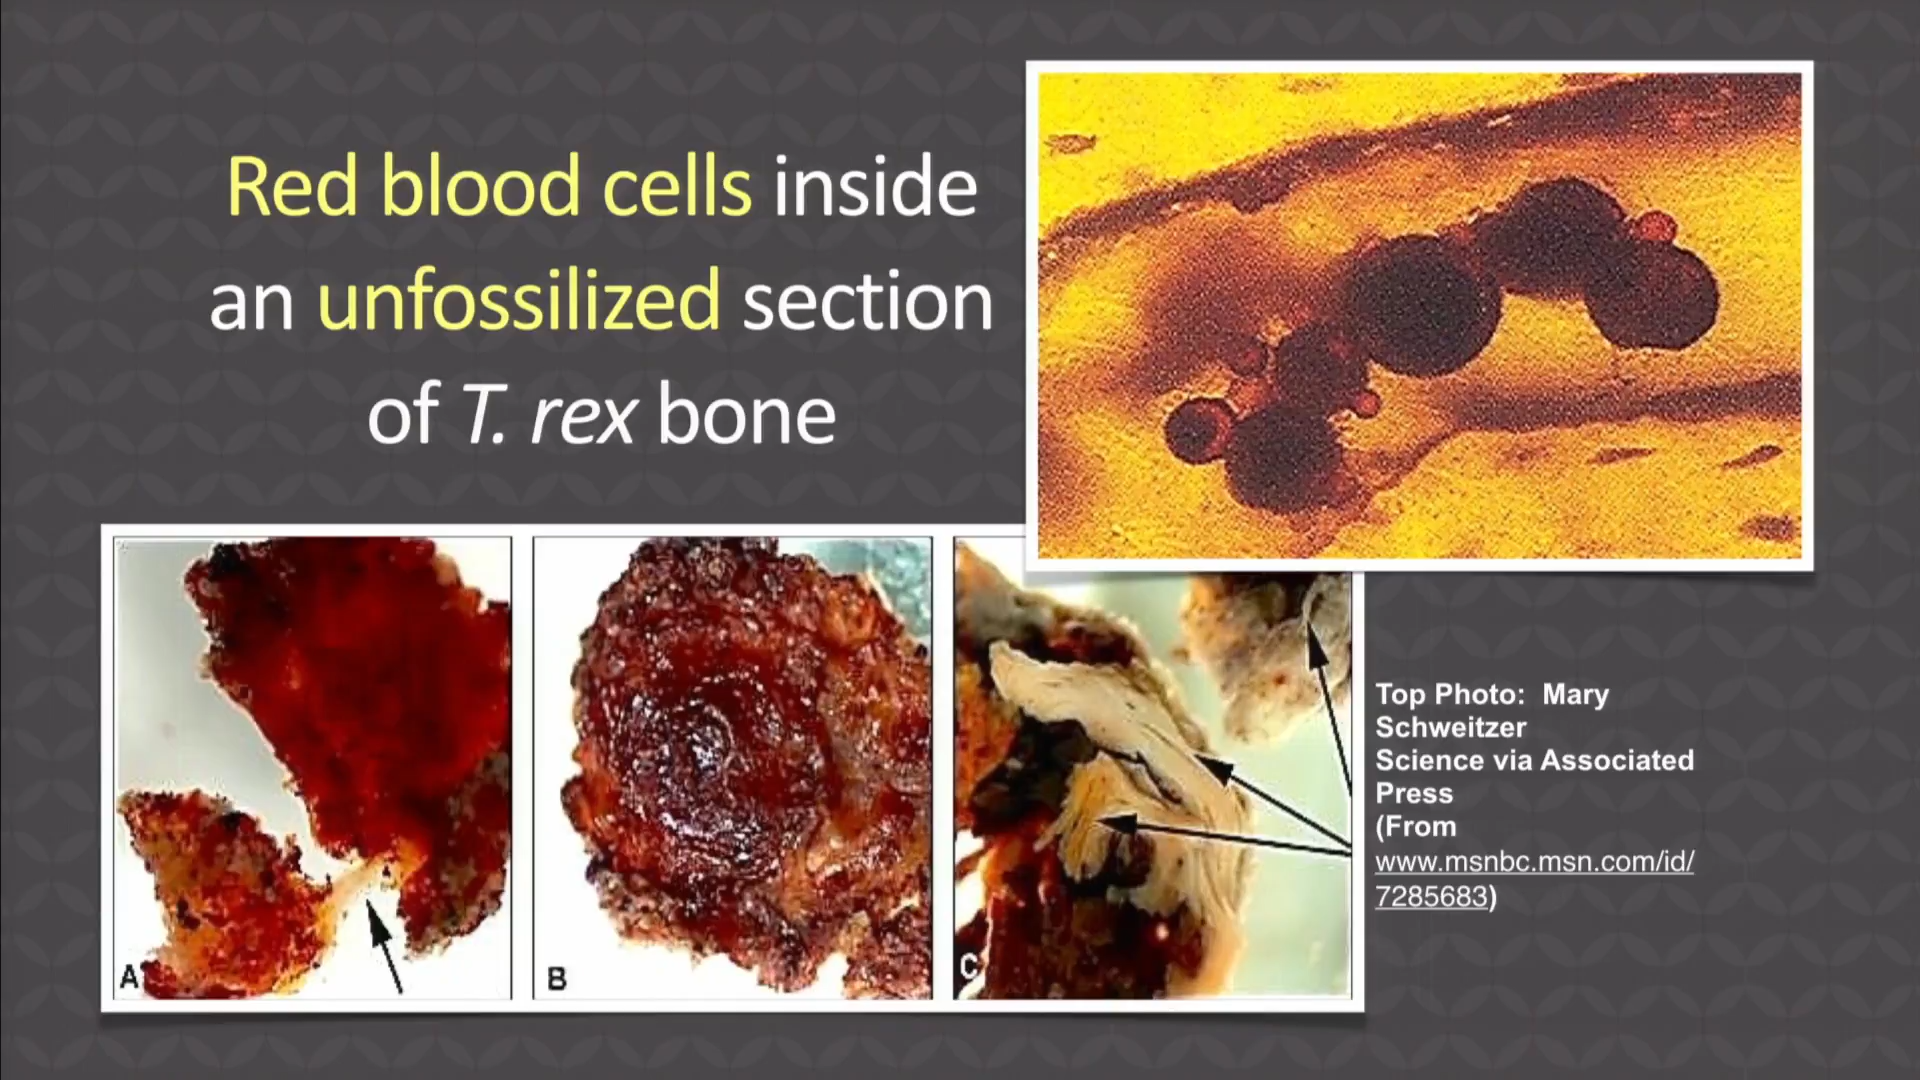 Red blood cells inside
an unfossilized section
of T. rex bone
A
B
C
Top Photo:  Mary
Schweitzer
Science via Associated
Press
(From
www.msnbc.msn.com/id/
7285683)